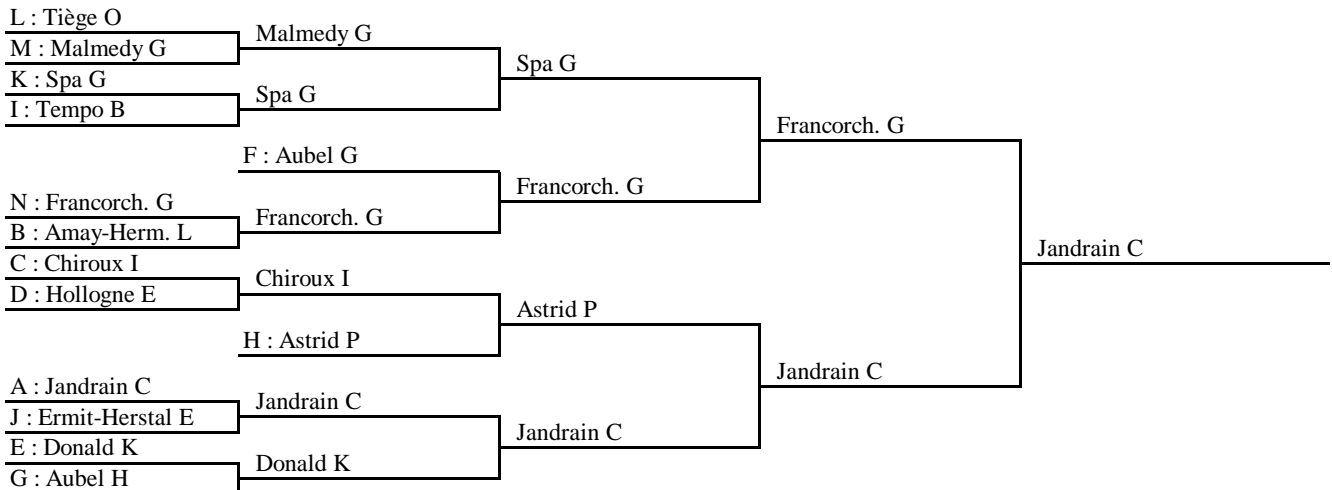 L : Tiège O
M : Malmedy G
K : Spa G
I : Tempo B
N : Francorch. G
B : Amay-Herm. L
C : Chiroux I
D : Hollogne E
A : Jandrain C
J : Ermit-Herstal E
E : Donald K
G : Aubel H
Malmedy G
Spa G
F : Aubel G
Francorch. G
Chiroux I
H : Astrid P
Jandrain C
Donald K
Spa G
Francorch. G
Astrid P
Jandrain C
Francorch. G
Jandrain C
Jandrain C